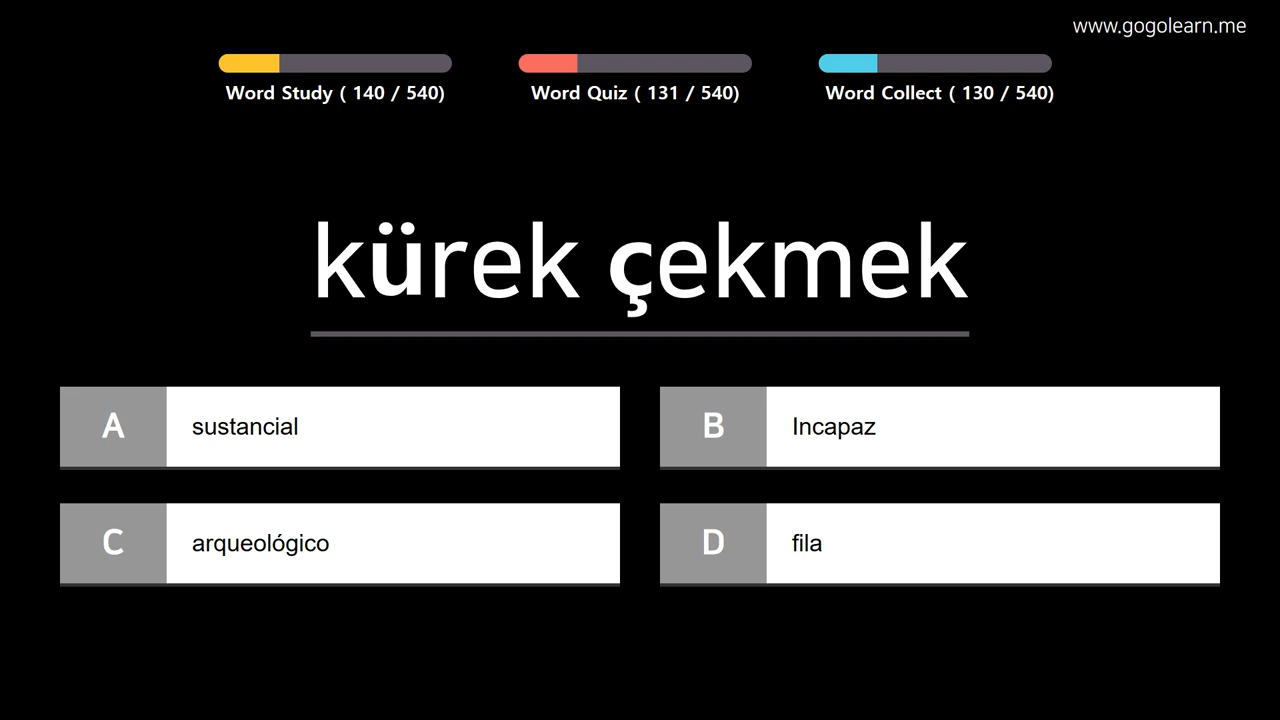 www.gogolearn.me
Word Study ( 140 / 540)
Word Quiz ( 131 / 540)
Word Collect ( 130 / 540)
kürek çekmek
A sustancial
B Incapaz
C arqueológico
D fila